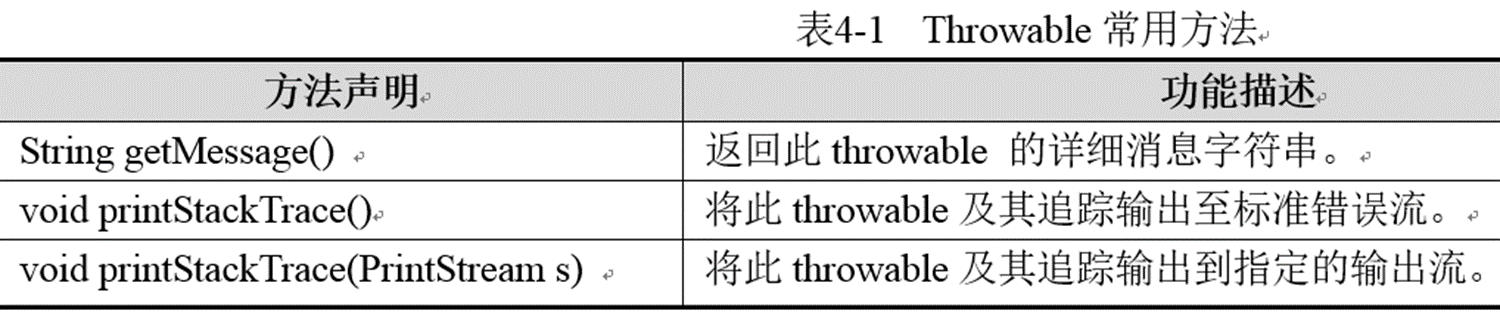 表4-1 Throwable 常用方法
方法声明 功能描述
String getMessage() 返回此 throwable 的详细消息字符串。
void printStackTrace() 将此 throwable 及其追踪输出至标准错误流。
void printStackTrace(PrintStream s) 将此 throwable 及其追踪输出到指定的输出流。